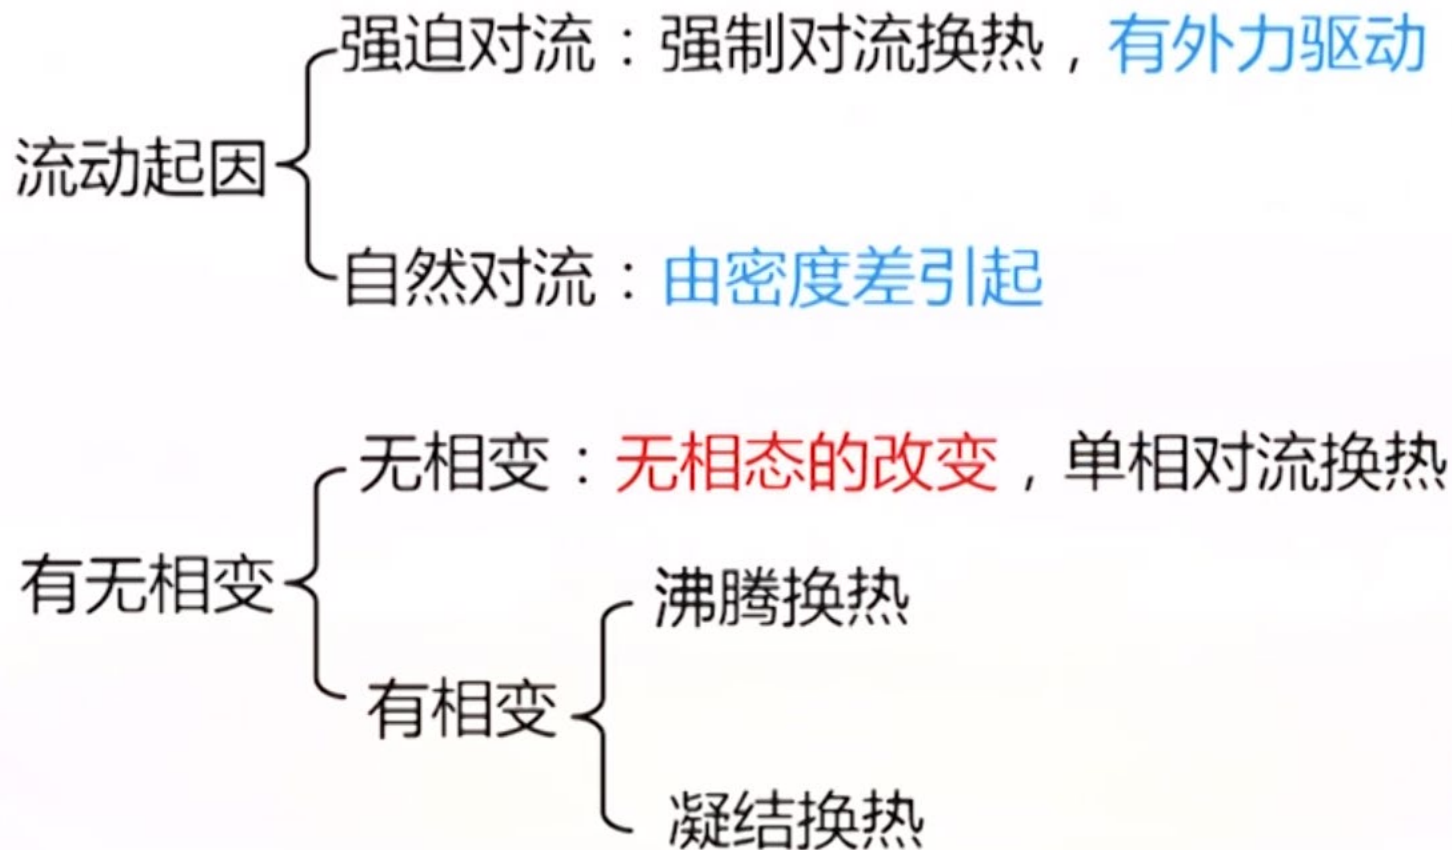 强迫对流：强制对流换热，有外力驱动
流动起因
自然对流：由密度差引起
无相变：无相态的改变，单相对流换热
有无相变
沸腾换热
有相变
凝结换热